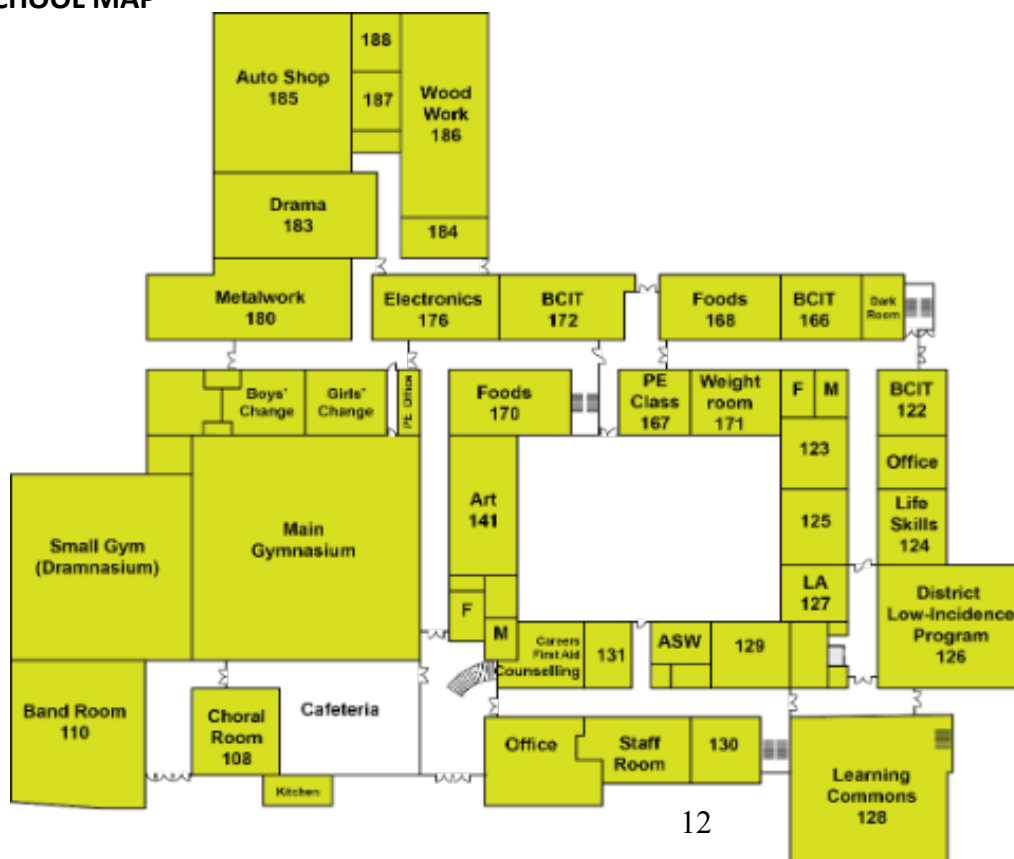 CHOOL MAP
188
Auto Shop
185
187
Wood
Work
186
Drama
183
184
Metalwork
180
Electronics
176
BCIT
172
Foods
168
BCIT
166
Dark
Room
Boys'
Change
Girls'
Change
PE Office
Foods
170
PE
Class
167
Weight
room
171
F
M
BCIT
122
123
Office
Art
141
125
Life
Skills
124
Small Gym
(Dramnasium)
Main
Gymnasium
LA
127
District
Low-Incidence
Program
126
F
M
Careers
First Aid
Counselling
131
ASW
129
Band Room
110
Choral
Room
108
Cafeteria
Office
Staff
Room
130
Kitchen
Learning
Commons
128
12